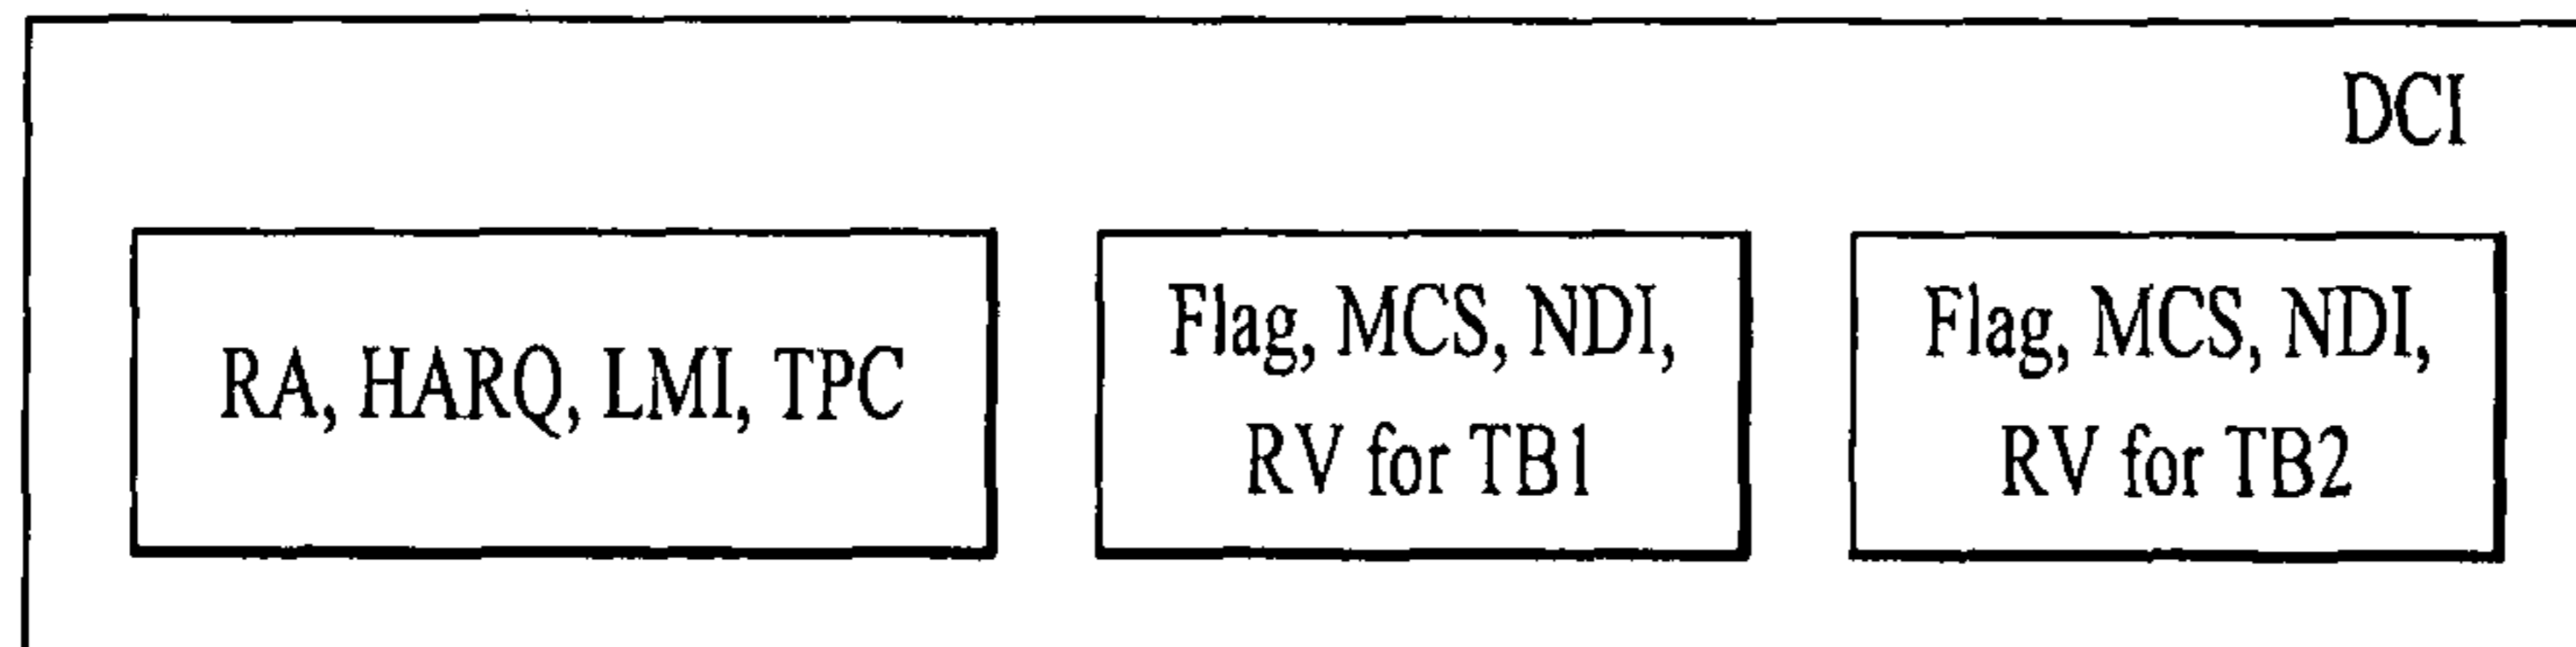 DCI
RA, HARQ, LMI, TPC
Flag, MCS, NDI,
RV for TB1
Flag, MCS, NDI,
RV for TB2